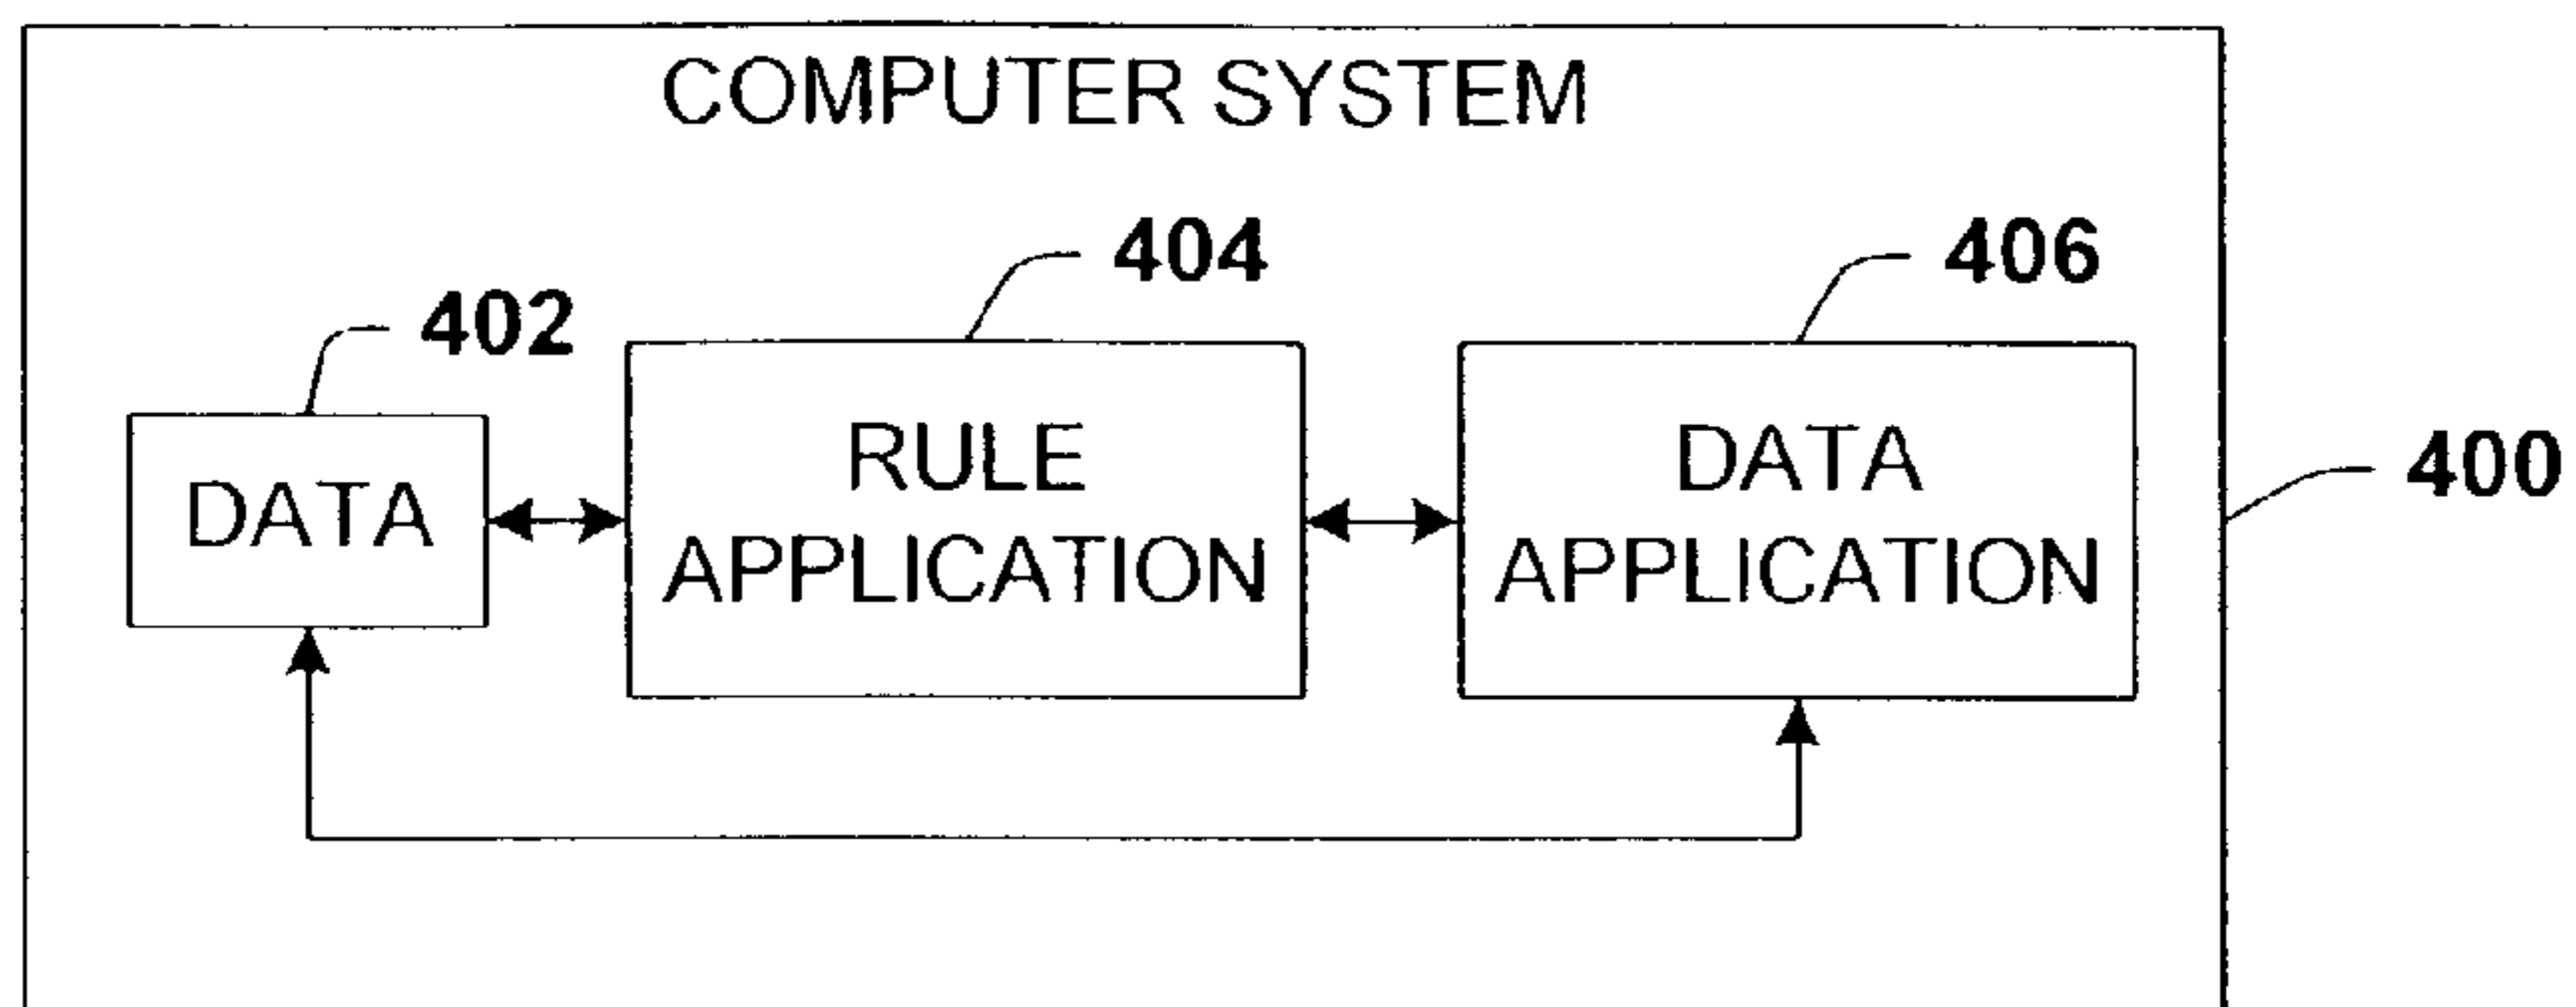 COMPUTER SYSTEM
404
406
402
400
RULE
APPLICATION
DATA
APPLICATION
DATA